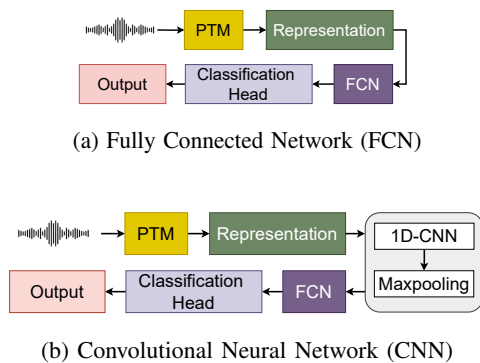 PTM
Representation
Output
Classification
Head
FCN
(a) Fully Connected Network (FCN)
PTM
Representation
1D-CNN
Maxpooling
Output
Classification
Head
FCN
(b) Convolutional Neural Network (CNN)